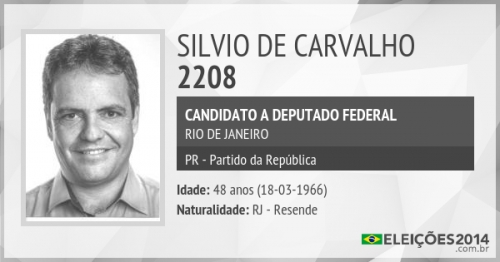 SILVIO DE CARVALHO
2208
CANDIDATO A DEPUTADO FEDERAL
RIO DE JANEIRO
PR - Partido da República
Idade: 48 anos (18-03-1966)
Naturalidade: RJ - Resende
ELEIÇÕES2014
.com.br